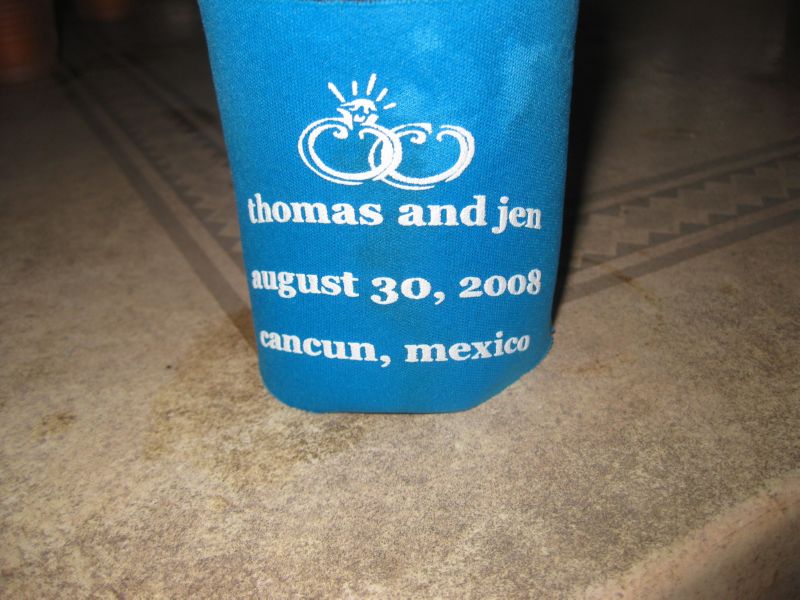 thomas and jen
august 30, 2008
cancun, mexico